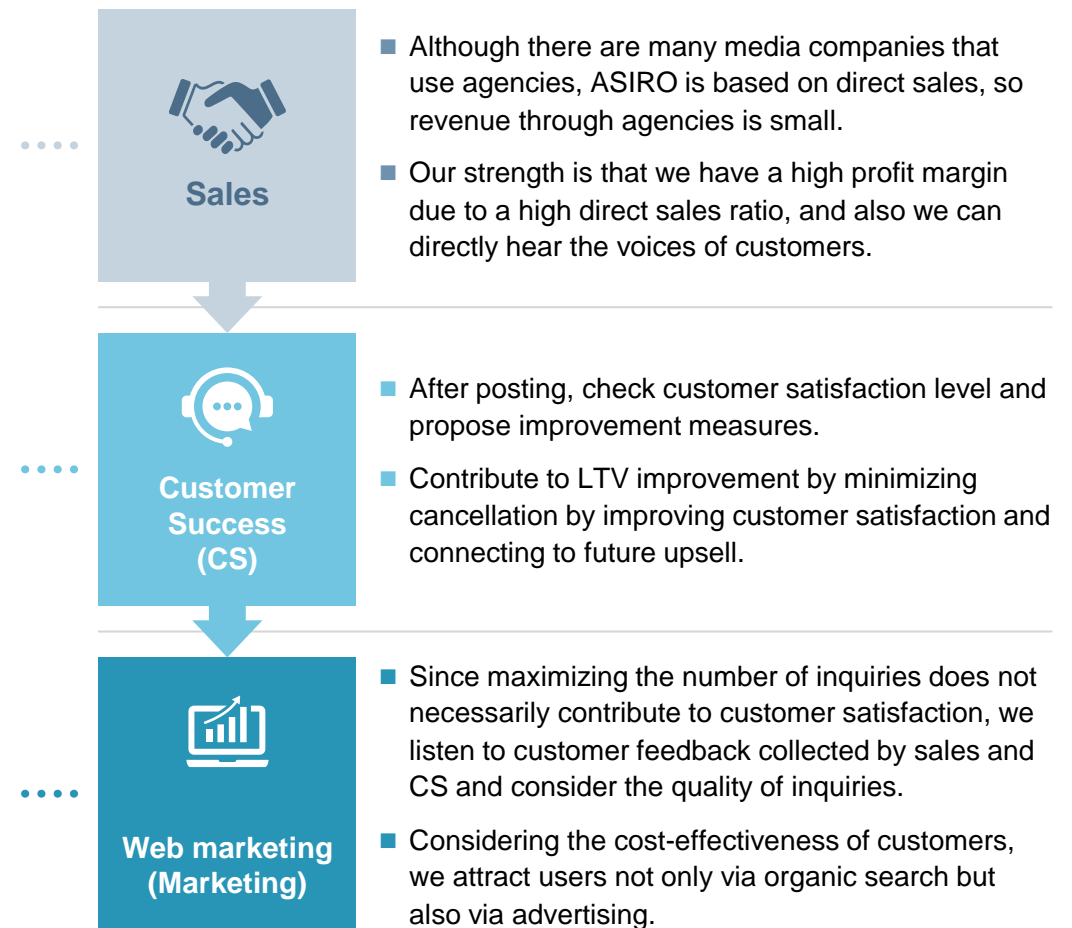 Sales
■ Although there are many media companies that
use agencies, ASIRO is based on direct sales, so
revenue through agencies is small.
■ Our strength is that we have a high profit margin
due to a high direct sales ratio, and also we can
directly hear the voices of customers.
Customer
Success
(CS)
■ After posting, check customer satisfaction level and
propose improvement measures.
■ Contribute to LTV improvement by minimizing
cancellation by improving customer satisfaction and
connecting to future upsell.
Web marketing
(Marketing)
■ Since maximizing the number of inquiries does not
necessarily contribute to customer satisfaction, we
listen to customer feedback collected by sales and
CS and consider the quality of inquiries.
■ Considering the cost-effectiveness of customers,
we attract users not only via organic search but
also via advertising.